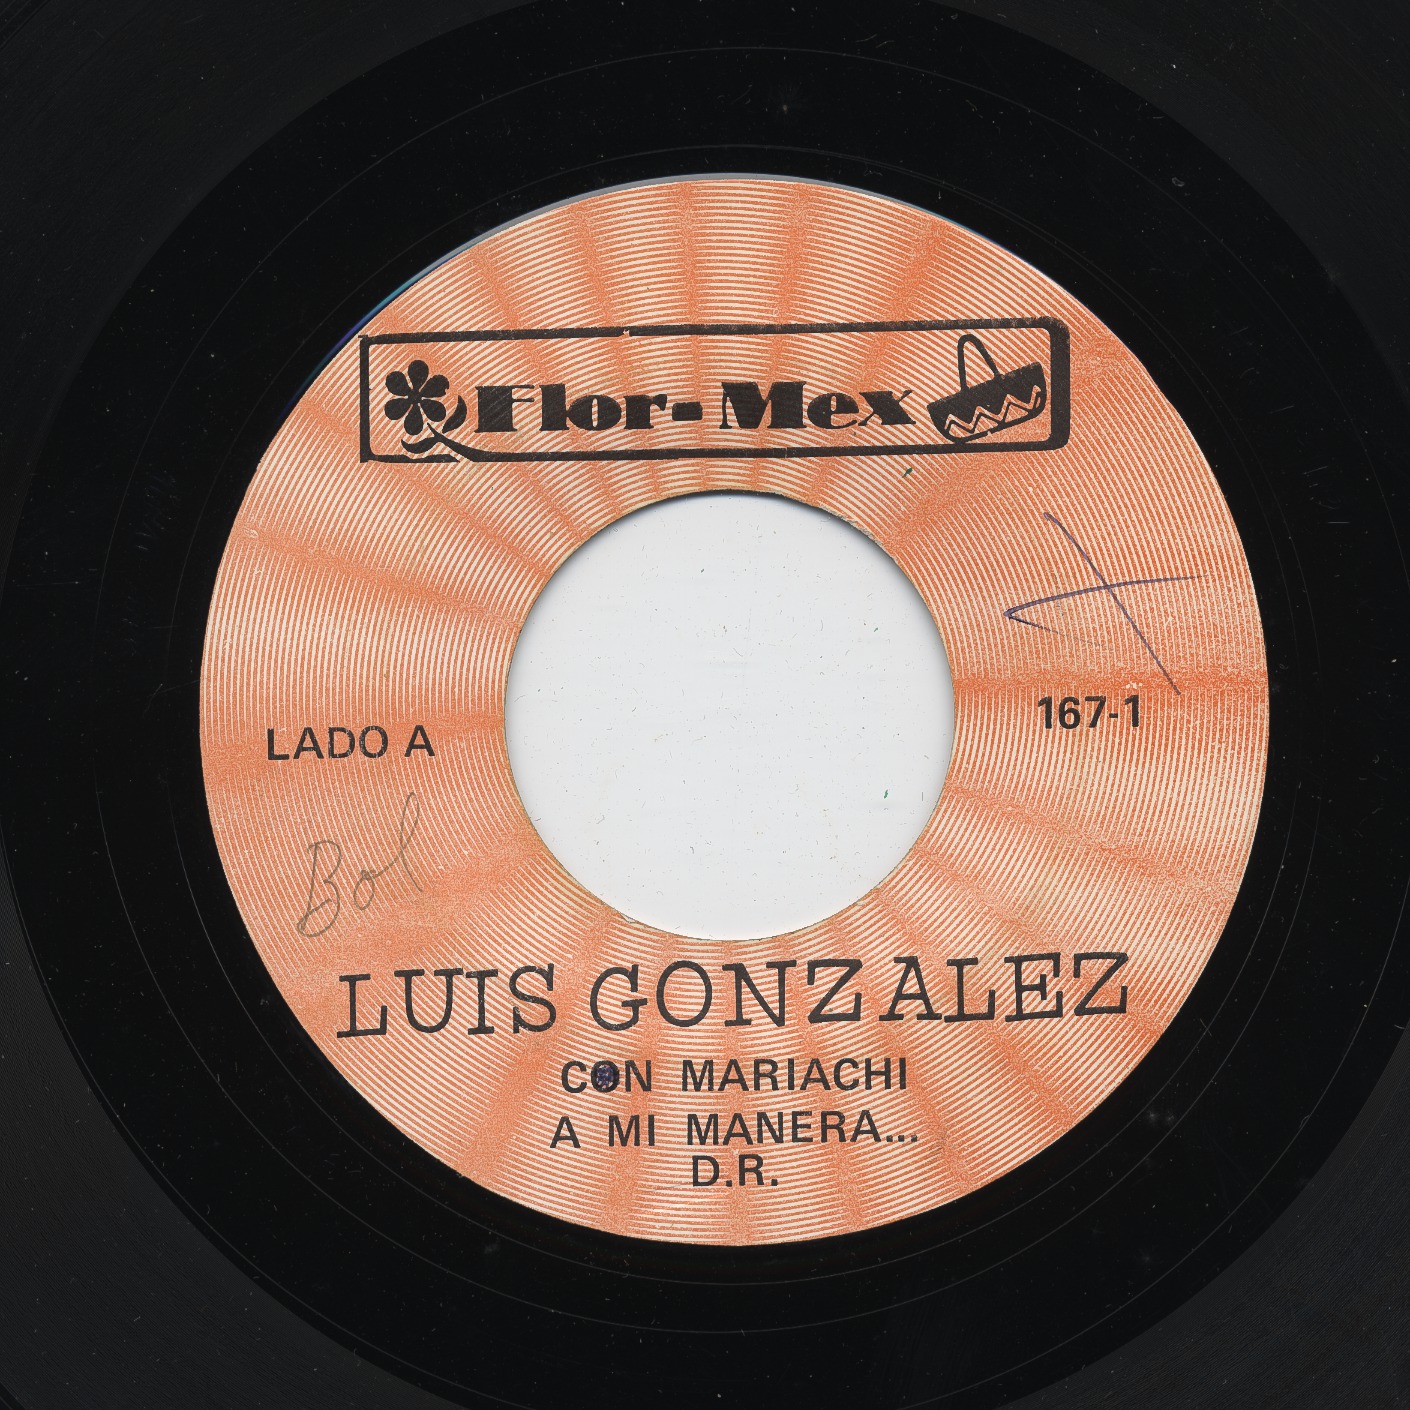 Flor-Mex
167-1
LADO A
Bol
LUIS GONZALEZ
CON MARIACHI
A MI MANERA...
D.R.